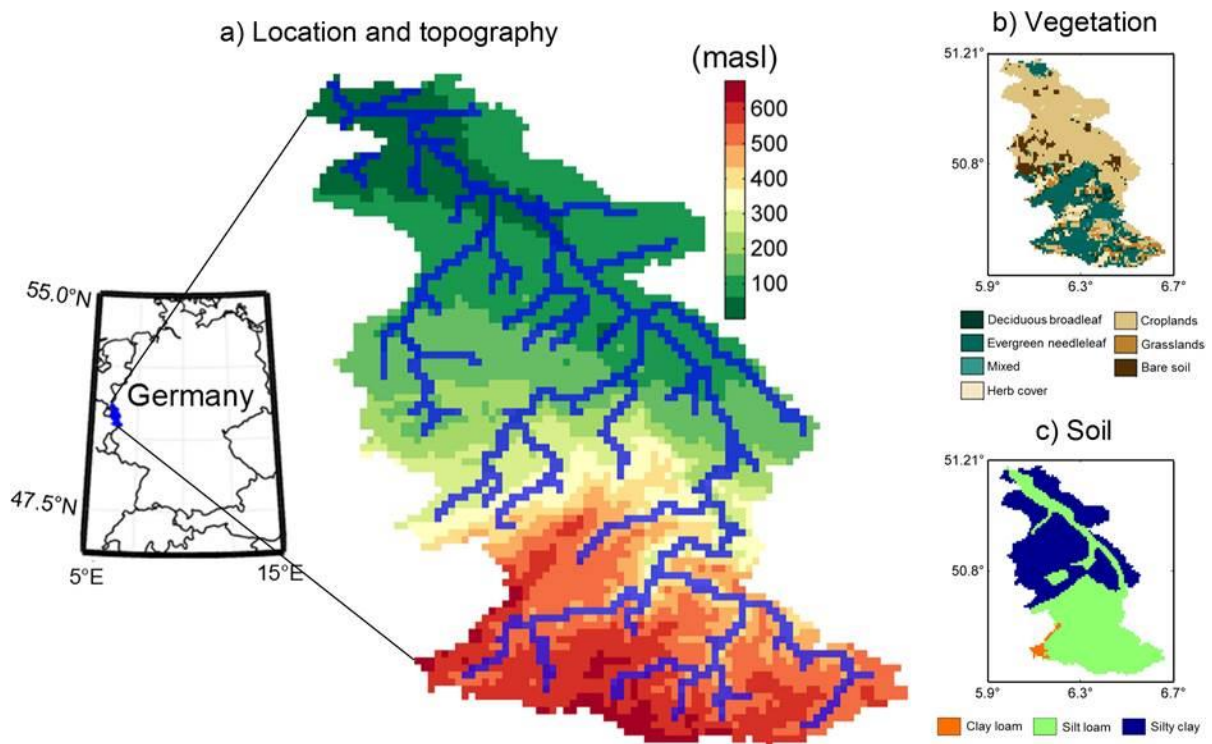 a) Location and topography
(masl)
600
500
400
300
200
100
55.0°N
47.5°N
5°E
15°E
Germany
b) Vegetation
51.21°
50.8°
5.9°
6.3°
6.7°
Deciduous broadleaf
Evergreen needleleaf
Mixed
Herb cover
Croplands
Grasslands
Bare soil
c) Soil
51.21°
50.8°
5.9°
6.3°
6.7°
Clay loam
Silt loam
Silty clay